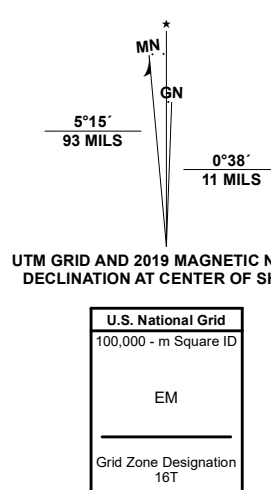 MN
GN
5°15´
93 MILS
0°38´
11 MILS
UTM GRID AND 2019 MAGNETIC
DECLINATION AT CENTER OF
U.S. National Grid
100,000 - m Square ID
EM
Grid Zone Designation
16T